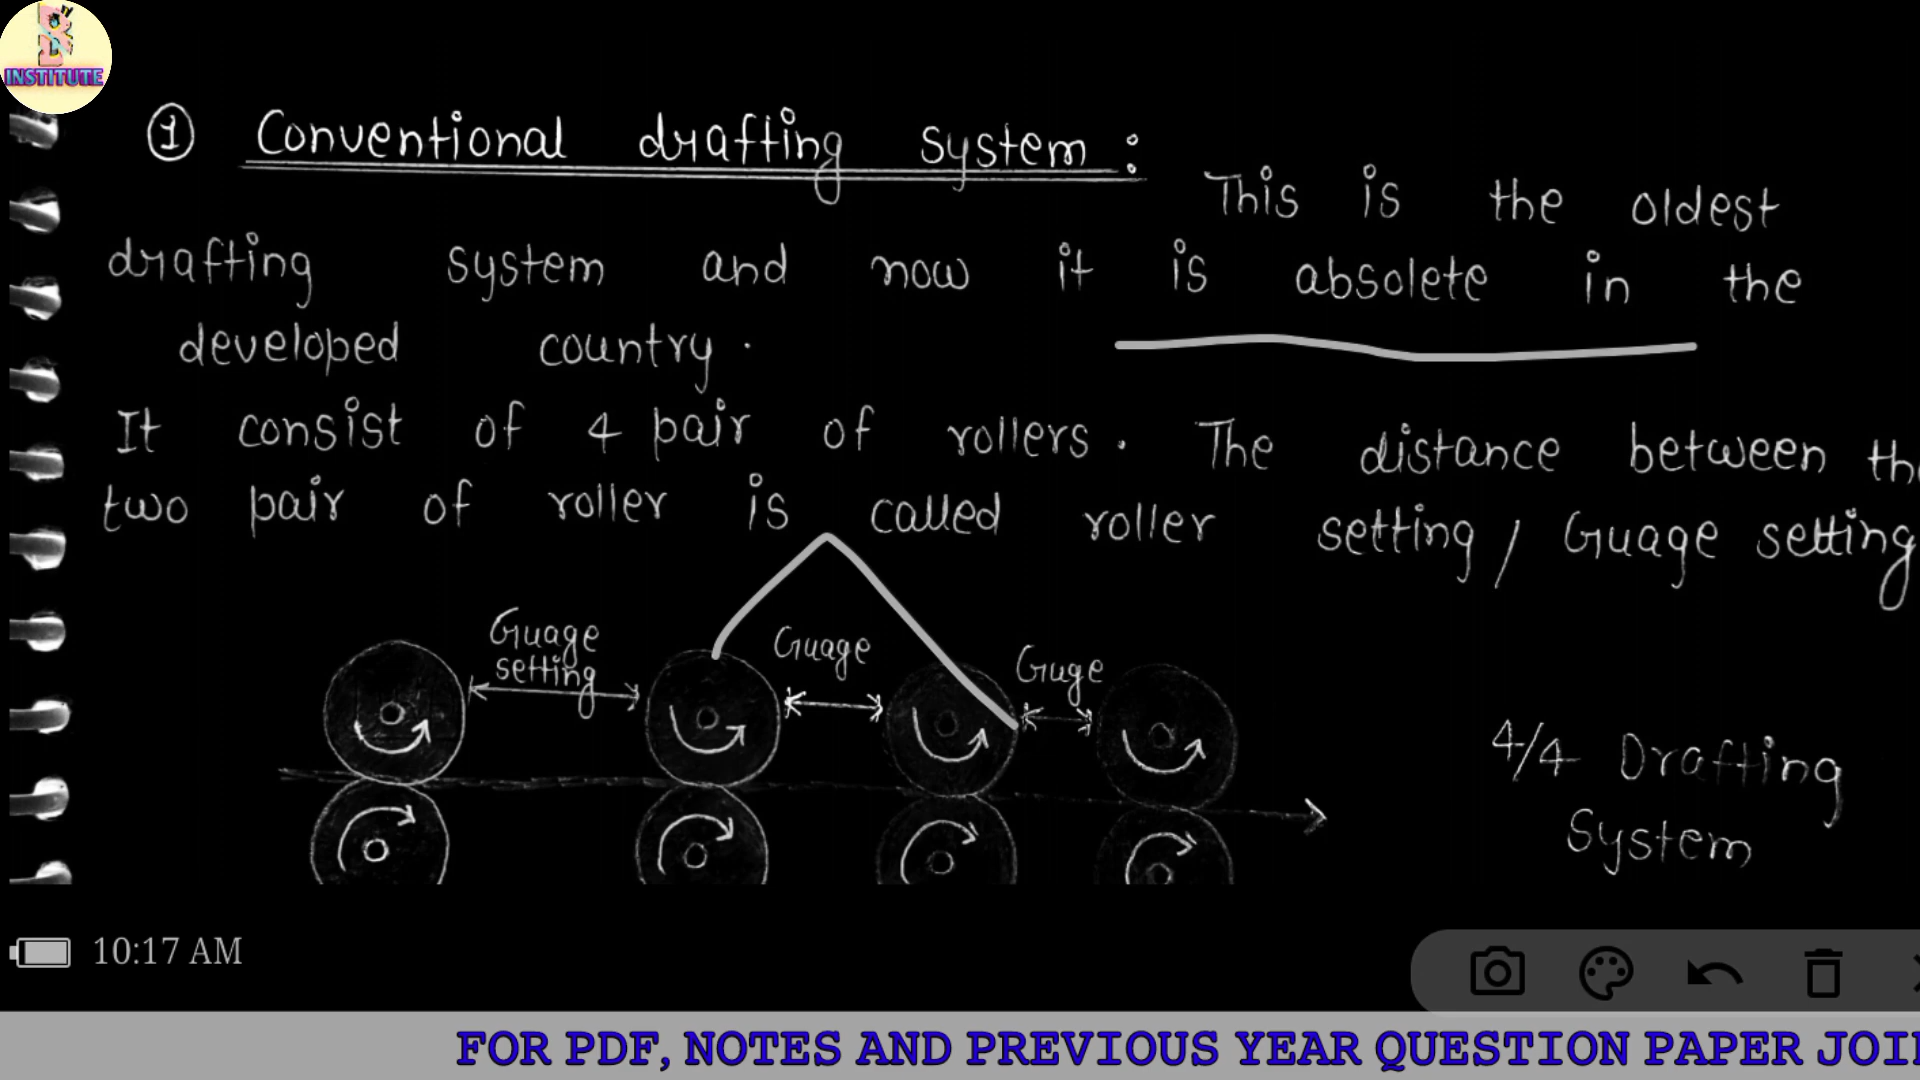 INSTITUTE
1 Conventional drafting system :
This is the oldest
drafting system and now it is absolete in the
developed country.
It consist of 4 pair of rollers. The distance between the
two pair of roller is called roller setting / Guage setting
Guage
setting
Guage
Guge
4/4 Drafting
System
10:17 AM
FOR PDF, NOTES AND PREVIOUS YEAR QUESTION PAPER JOI